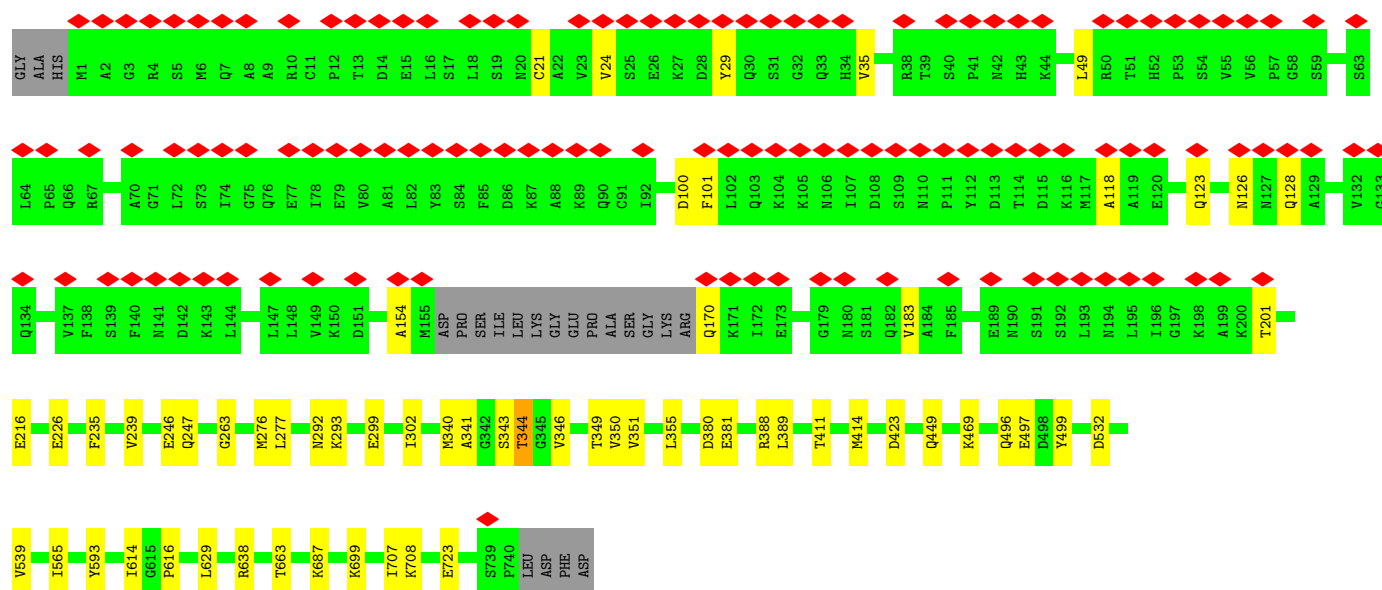 GLY ALA HIS M1 A2 G3 R4 S5 M6 Q7 A8 A9 R10 C11 P12 T13 D14 E15 L16 S17 L18 S19 N20 C21 A22 V23 V24 S25 E26 K27 D28 Y29 Q30 S31 G32 Q33 H34 V35 R38 T39 S40 P41 N42 H43 K44 L49 R50 T51 H52 P53 S54 V55 V56 P57 G58 S59 S63
L64 P65 Q66 R67 A70 G71 L72 S73 I74 G75 Q76 E77 I78 E79 V80 A81 L82 Y83 S84 F85 D86 K87 A88 K89 Q90 C91 I92 D100 F101 L102 Q103 K104 K105 N106 I107 D108 S109 N110 P111 Y112 D113 T114 D115 K116 M117 A118 A119 E120 Q123 N126 N127 Q128 A129 V132 G133
Q134 V137 F138 S139 F140 N141 D142 K143 L144 L147 L148 V149 K150 D151 A154 M155 ASP PRO SER ILE LEU LYS GLY GLU PRO ALA SER GLY LYS ARG Q170 K171 I172 E173 G179 N180 S181 Q182 V183 A184 F185 E189 N190 S191 S192 L193 N194 L195 I196 G197 K198 A199 K200 T201
E216 E226 F235 V239 E246 Q247 G263 M276 L277 N292 K293 E299 I302 M340 A341 G342 S343 T344 G345 V346 T349 V350 V351 L355 D380 E381 R388 L389 T411 M414 D423 Q449 K469 Q496 E497 D498 Y499 D532
V539 I565 Y593 I614 G615 P616 L629 R638 T663 K687 K699 I707 K708 E723 S739 P740 LEU ASP PHE ASP